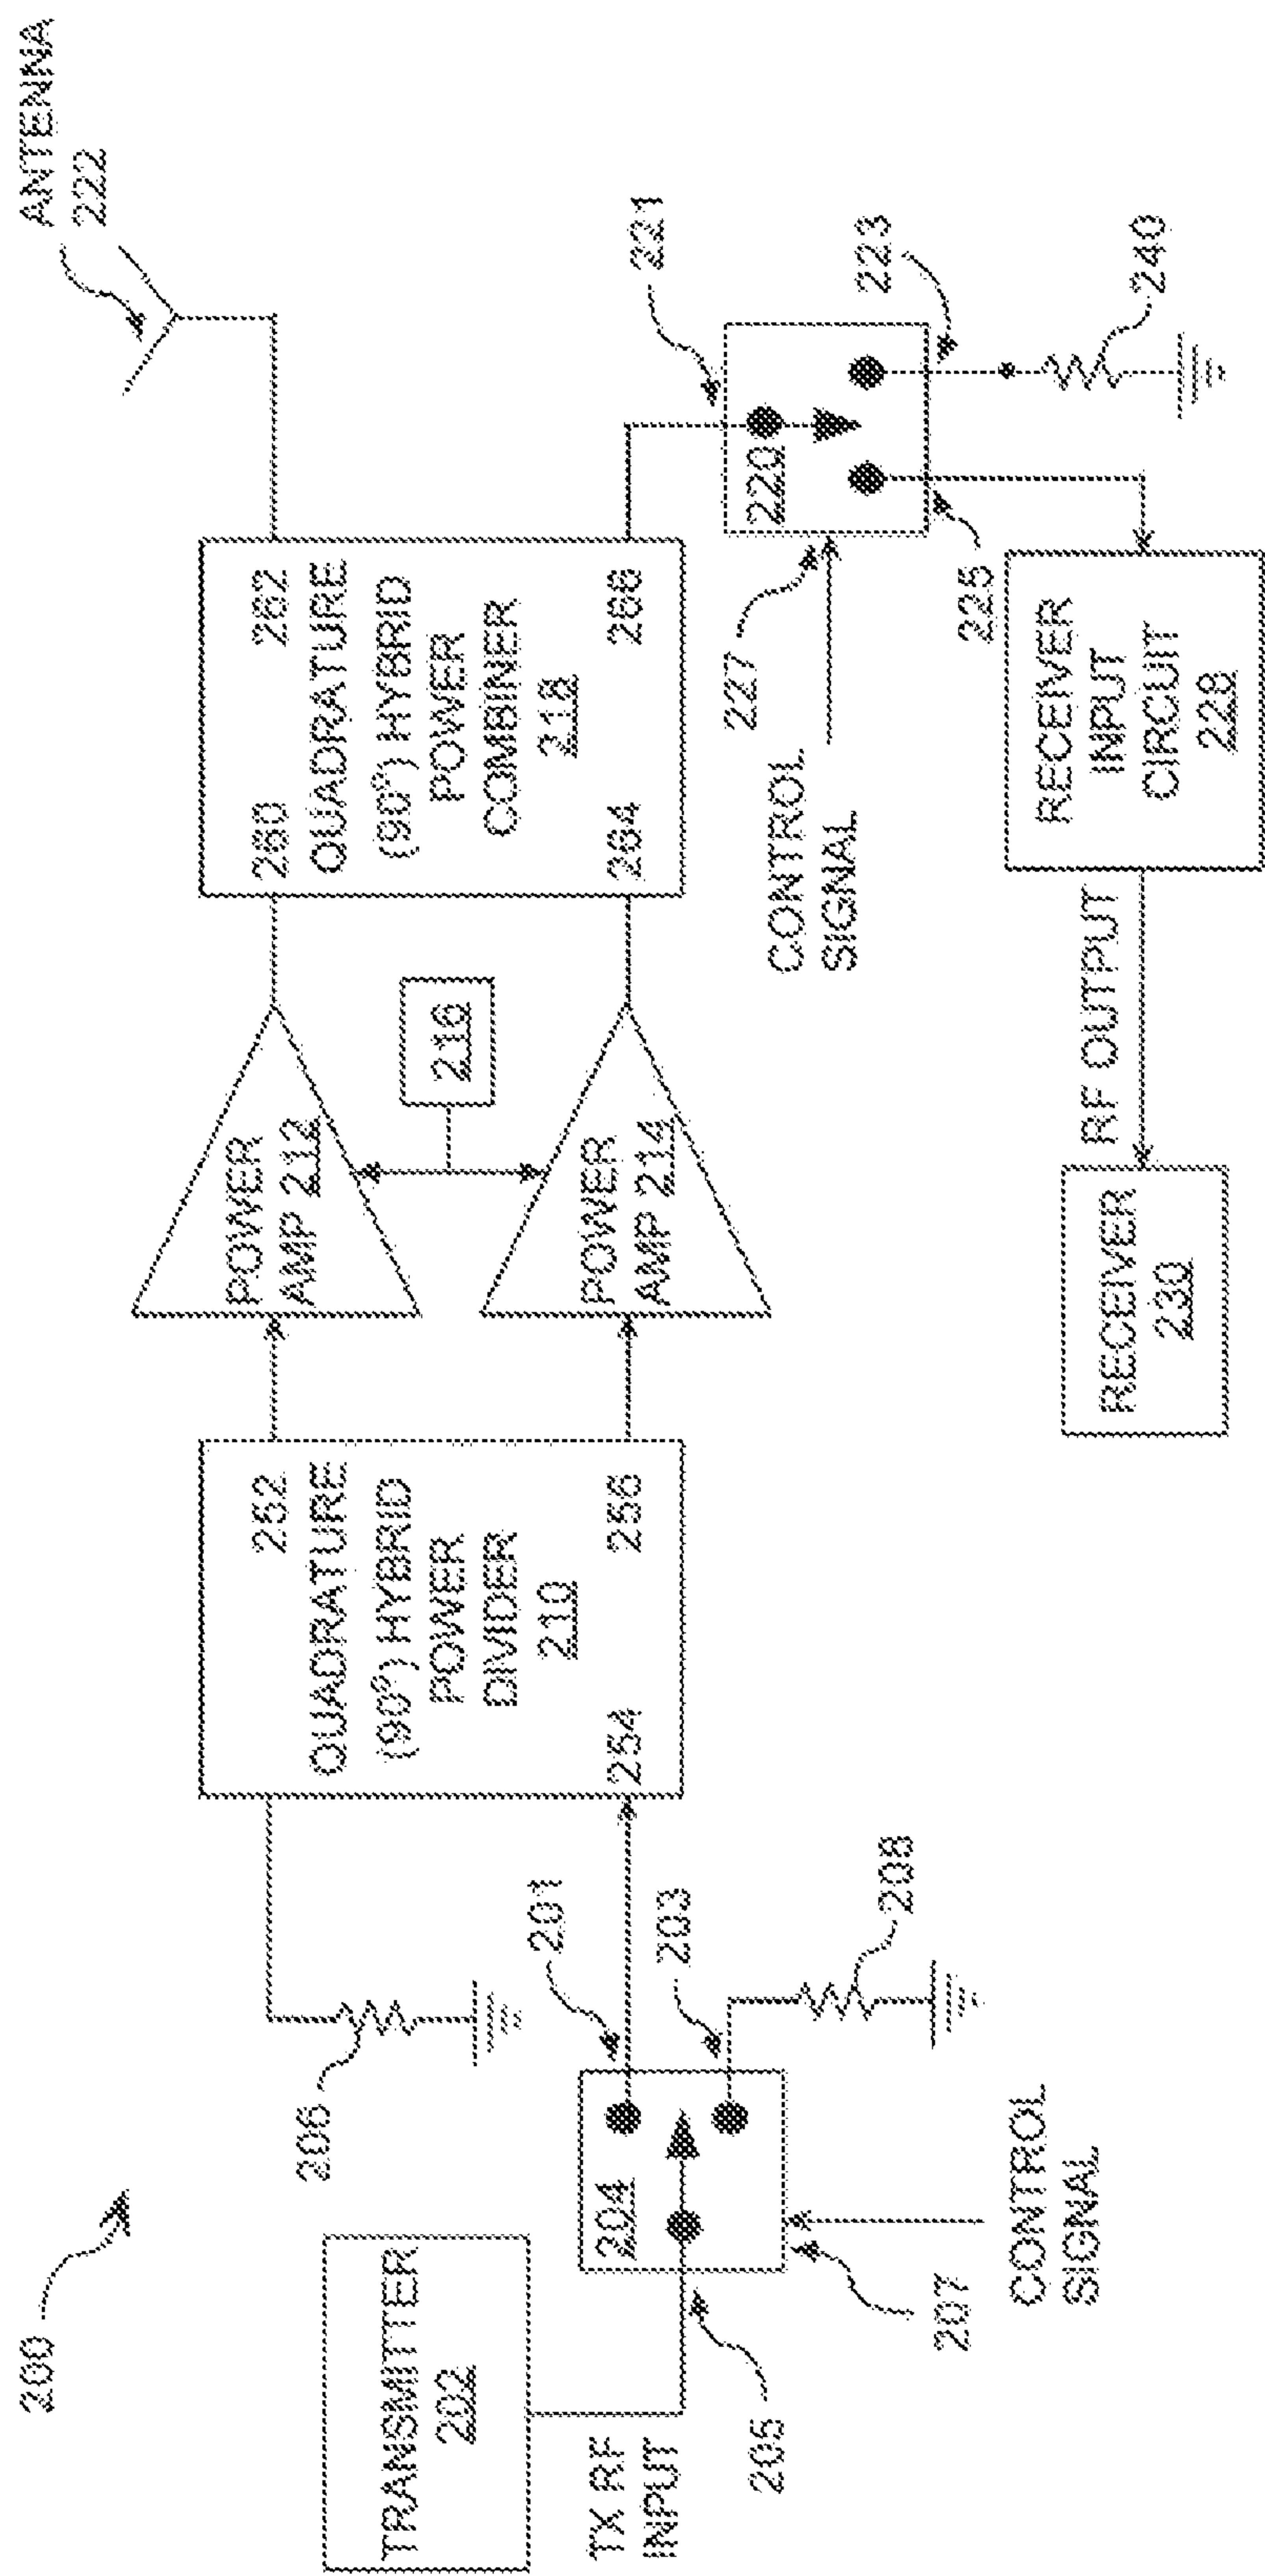 200
TRANSMITTER
202
TX RF
INPUT
205
204
207
CONTROL
SIGNAL
206
201
203
208
QUADRATURE
(90°) HYBRID
POWER
DIVIDER
210
252
254
256
POWER
AMP 212
POWER
AMP 214
216
260
262
QUADRATURE
(90°) HYBRID
POWER
COMBINER
218
264
266
ANTENNA
222
221
220
223
240
225
227
CONTROL
SIGNAL
RECEIVER
INPUT
CIRCUIT
228
RF OUTPUT
RECEIVER
230